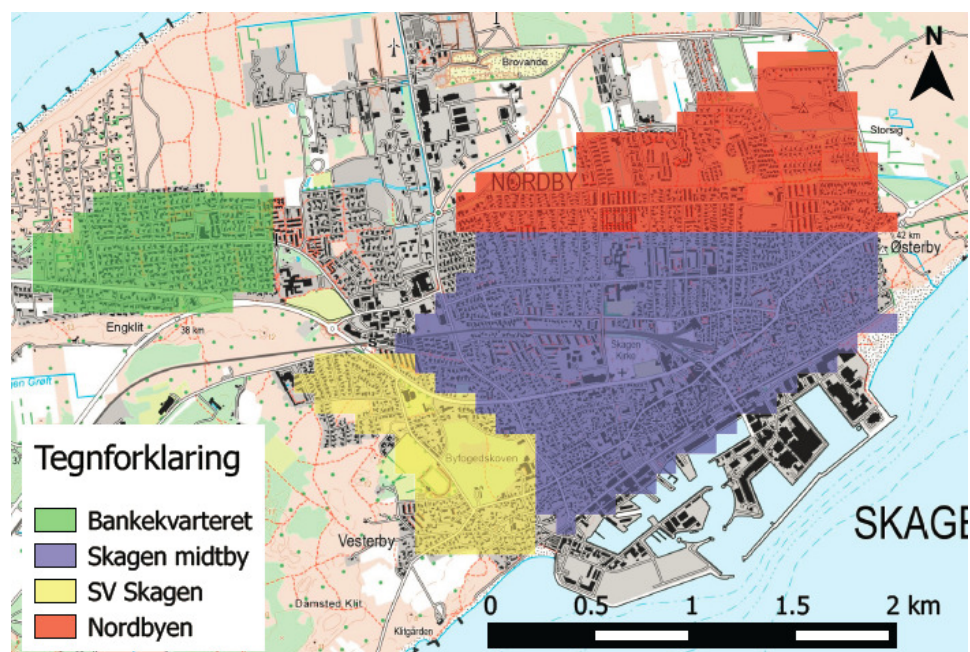 N
Brovande
Storsig
NORDBY
42 km
Østerby
Engklit
38 km
Skagen
Kirke
Byfogedskoven
Vesterby
Damsted Klit
Klitgården
SKAGE
Tegnforklaring
Bankekvarteret
Skagen midtby
SV Skagen
Nordbyen
0 0.5 1 1.5 2 km